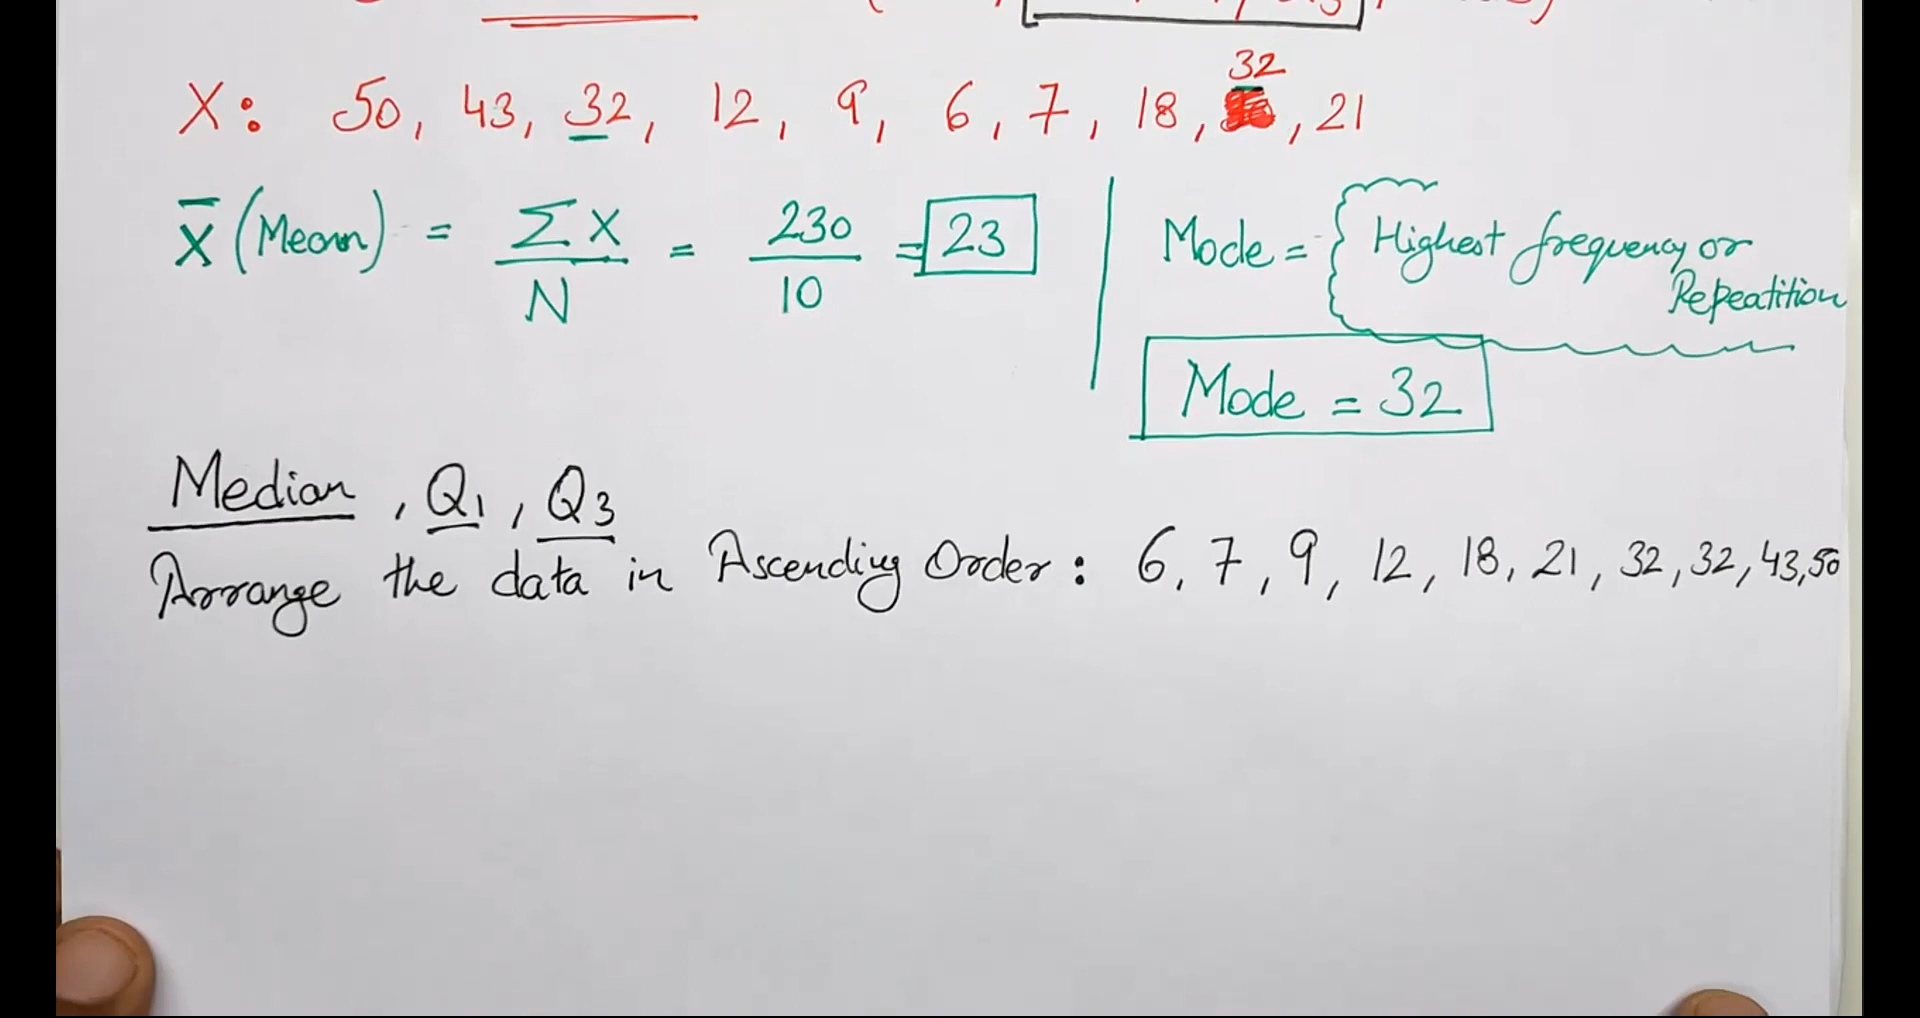 32
X: 50, 43, 32, 12, 9, 6, 7, 18, , 21
X̄ (Mean) = ΣX / N = 230 / 10 = 23
Mode = { Highest frequency or
Repeatition
Mode = 32
Median, Q1, Q3
Arrange the data in Ascending Order: 6, 7, 9, 12, 18, 21, 32, 32, 43, 50